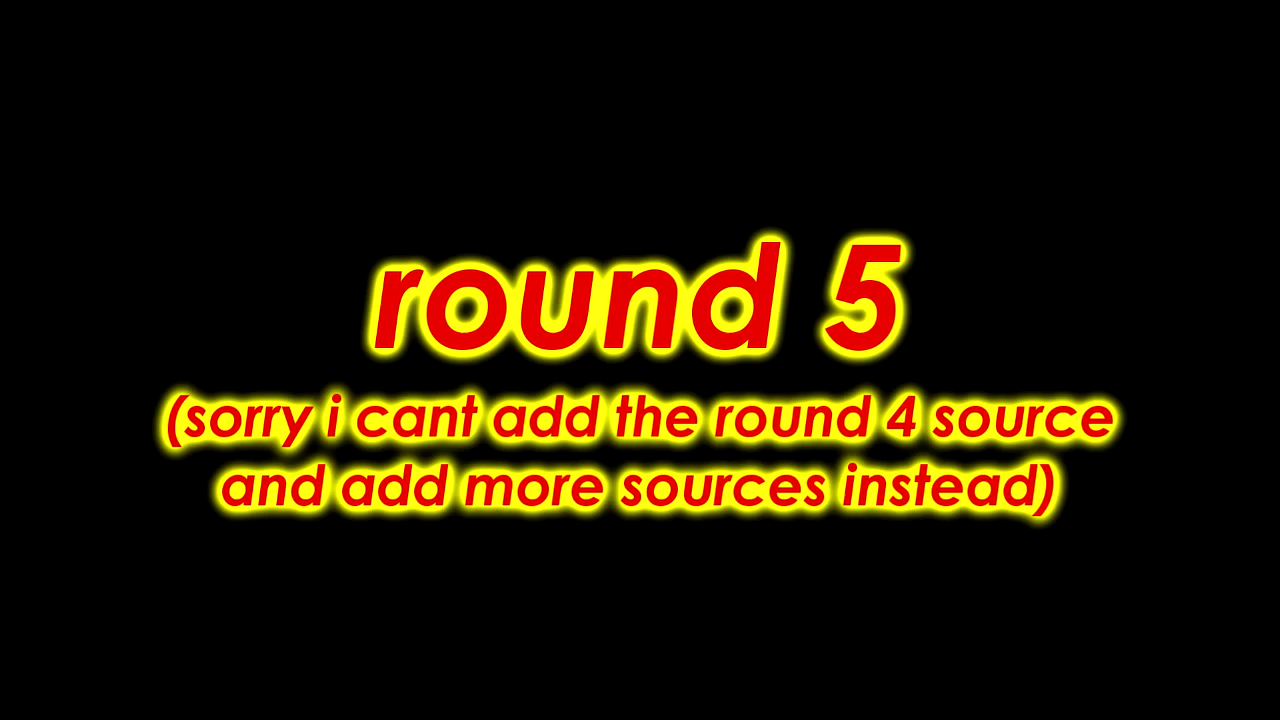 round 5
(sorry i cant add the round 4 source
and add more sources instead)